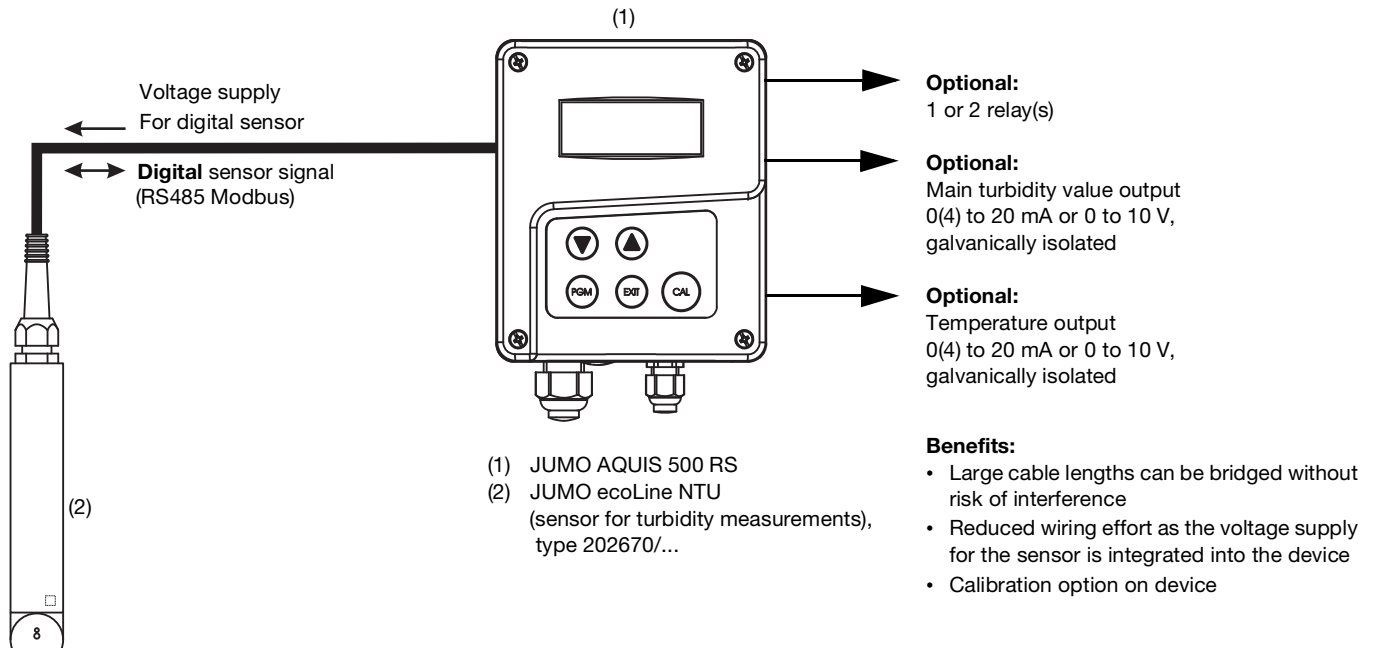 (1)
Voltage supply
For digital sensor
Digital sensor signal
(RS485 Modbus)
PGM
EXIT
CAL
Optional:
1 or 2 relay(s)
Optional:
Main turbidity value output
0(4) to 20 mA or 0 to 10 V,
galvanically isolated
Optional:
Temperature output
0(4) to 20 mA or 0 to 10 V,
galvanically isolated
(2)
(1) JUMO AQUIS 500 RS
(2) JUMO ecoLine NTU
(sensor for turbidity measurements),
type 202670/...
Benefits:
• Large cable lengths can be bridged without
risk of interference
• Reduced wiring effort as the voltage supply
for the sensor is integrated into the device
• Calibration option on device